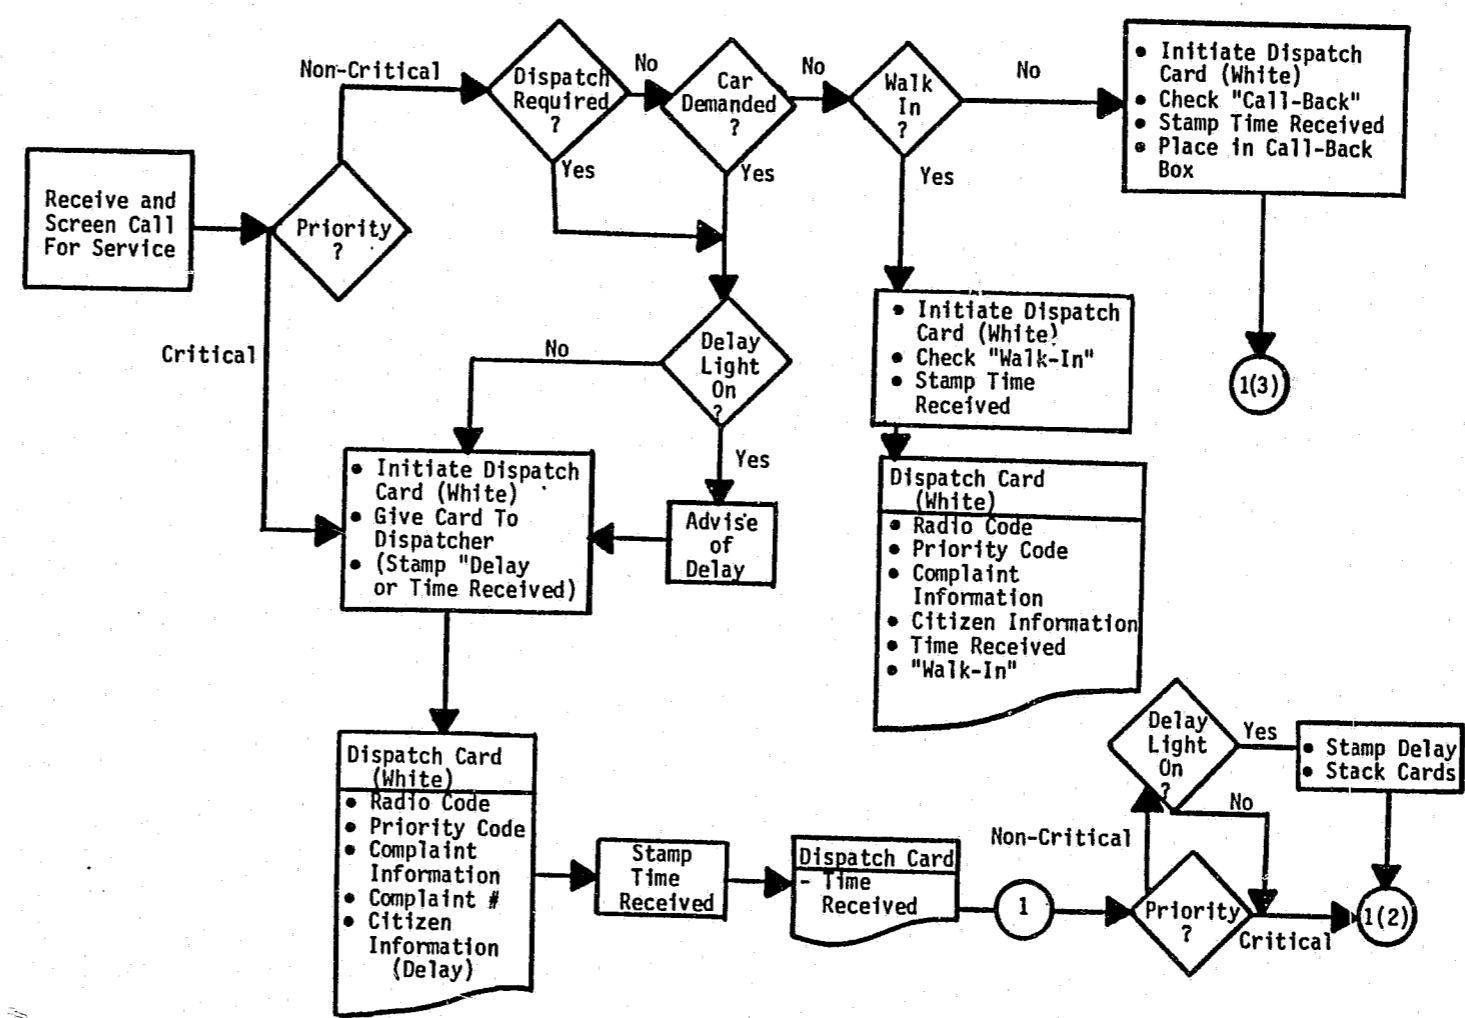 Receive and
Screen Call
For Service
Priority
?
Non-Critical
Critical
Dispatch
Required
?
No
Yes
Car
Demanded
?
No
Yes
Walk
In
?
No
Yes
• Initiate Dispatch
Card (White)
• Check "Call-Back"
• Stamp Time Received
• Place in Call-Back
Box
1(3)
Delay
Light
On
?
No
Yes
Advise
of
Delay
• Initiate Dispatch
Card (White)
• Check "Walk-In"
• Stamp Time
Received
Dispatch Card
(White)
• Radio Code
• Priority Code
• Complaint
Information
• Citizen Information
• Time Received
• "Walk-In"
• Initiate Dispatch
Card (White)
• Give Card To
Dispatcher
• (Stamp "Delay
or Time Received)
Dispatch Card
(White)
• Radio Code
• Priority Code
• Complaint
Information
• Complaint #
• Citizen
Information
(Delay)
Stamp
Time
Received
Dispatch Card
- Time
Received
1
Priority
?
Non-Critical
Critical
Delay
Light
On
?
Yes
No
• Stamp Delay
• Stack Cards
1(2)